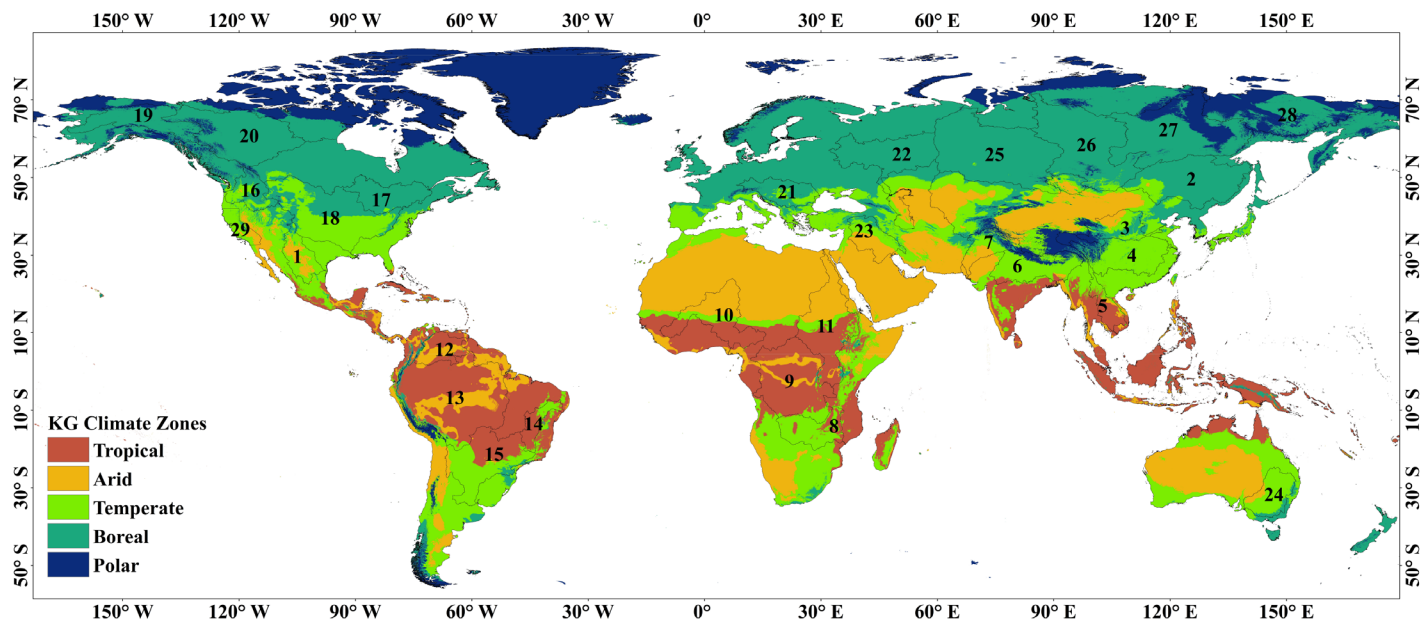 150° W 120° W 90° W 60° W 30° W 0° 30° E 60° E 90° E 120° E 150° E
70° N 70° N
50° N 50° N
30° N 30° N
10° N 10° N
10° S 10° S
30° S 30° S
50° S 50° S
19 20 27 28
22 25 26
16 17 21 2
18 29 23 3
1 7 6 4
10 11 5
12 9
13
14 8
15
24
KG Climate Zones
Tropical
Arid
Temperate
Boreal
Polar
150° W 120° W 90° W 60° W 30° W 0° 30° E 60° E 90° E 120° E 150° E